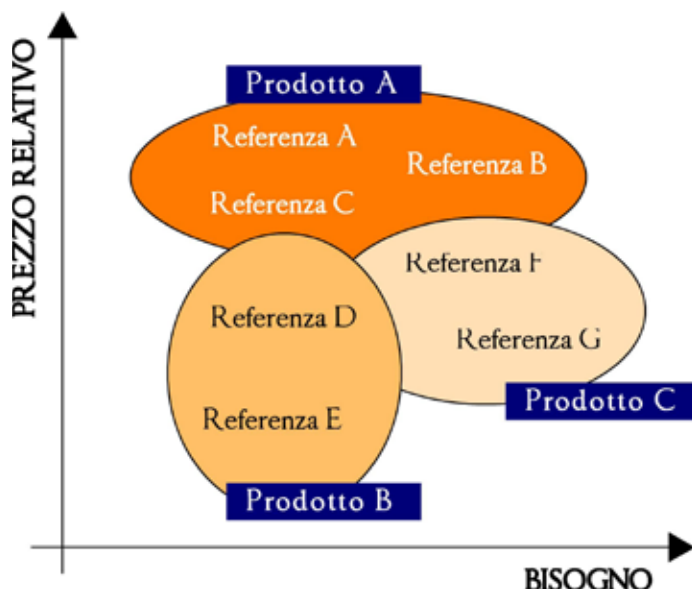 PREZZO RELATIVO
Prodotto A
Referenza A
Referenza B
Referenza C
Referenza F
Referenza D
Referenza G
Prodotto C
Referenza E
Prodotto B
BISOGNO